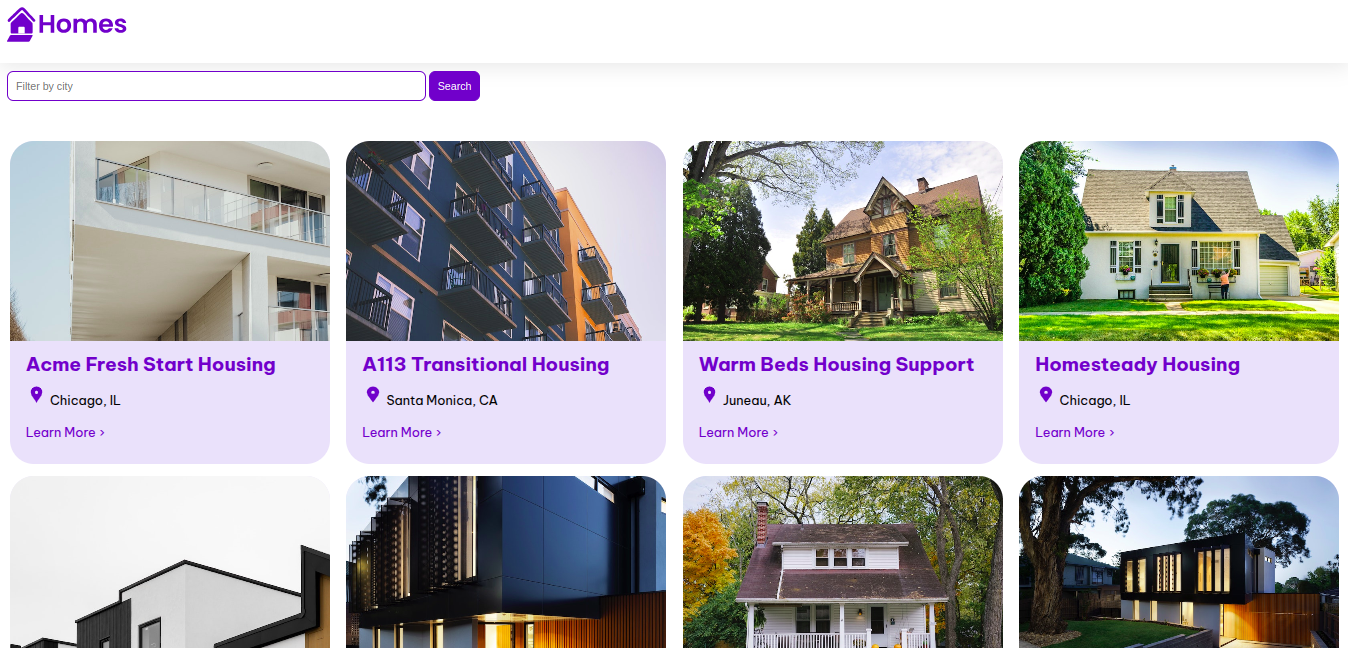 Homes
Filter by city
Search
Acme Fresh Start Housing
Chicago, IL
Learn More >
A113 Transitional Housing
Santa Monica, CA
Learn More >
Warm Beds Housing Support
Juneau, AK
Learn More >
Homesteady Housing
Chicago, IL
Learn More >